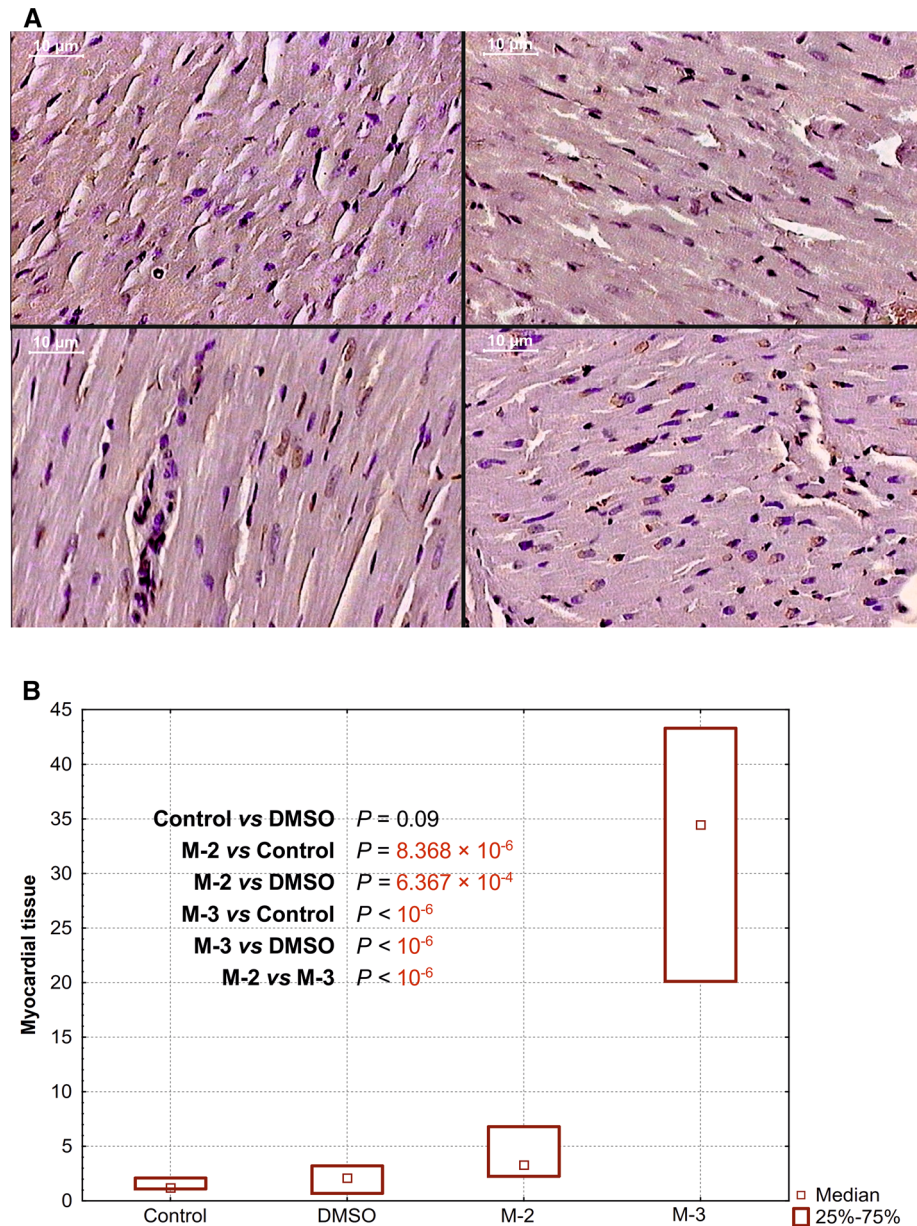 A
10 µm
10 µm
10 µm
10 µm
B
45
40
35
30
25
20
15
10
5
0
Myocardial tissue
Control vs DMSO P = 0.09
M-2 vs Control P = 8.368 × 10⁻⁶
M-2 vs DMSO P = 6.367 × 10⁻⁴
M-3 vs Control P < 10⁻⁶
M-3 vs DMSO P < 10⁻⁶
M-2 vs M-3 P < 10⁻⁶
Control DMSO M-2 M-3
Median
25%-75%